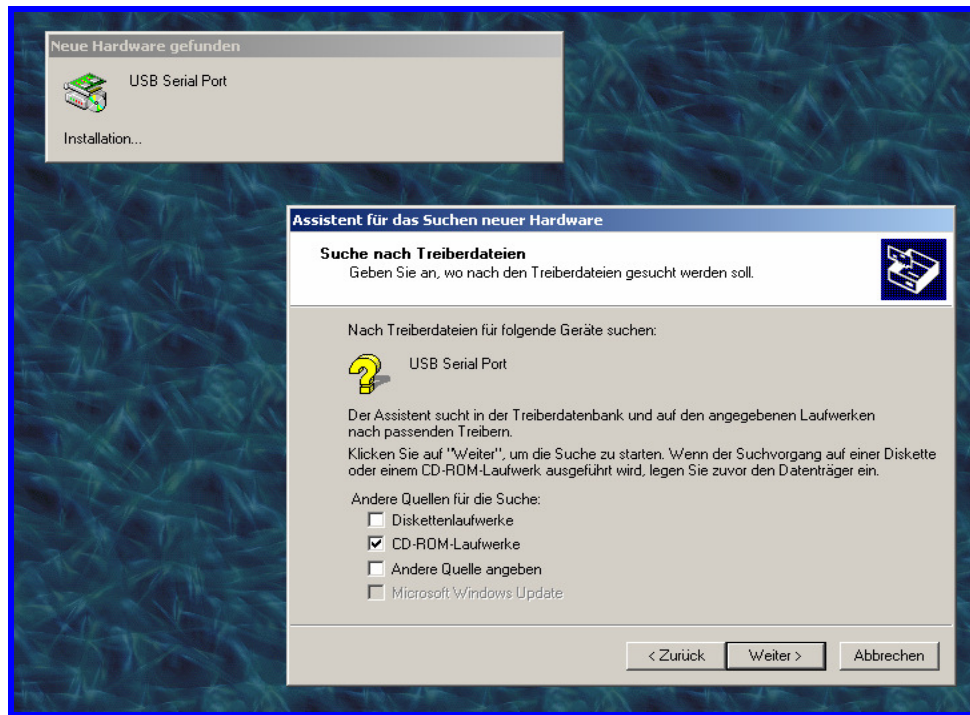 Neue Hardware gefunden
USB Serial Port
Installation...
Assistent für das Suchen neuer Hardware
Suche nach Treiberdateien
Geben Sie an, wo nach den Treiberdateien gesucht werden soll.
Nach Treiberdateien für folgende Geräte suchen:
USB Serial Port
Der Assistent sucht in der Treiberdatenbank und auf den angegebenen Laufwerken
nach passenden Treibern.
Klicken Sie auf "Weiter", um die Suche zu starten. Wenn der Suchvorgang auf einer Diskette
oder einem CD-ROM-Laufwerk ausgeführt wird, legen Sie zuvor den Datenträger ein.
Andere Quellen für die Suche:
Diskettenlaufwerke
CD-ROM-Laufwerke
Andere Quelle angeben
Microsoft Windows Update
< Zurück Weiter > Abbrechen